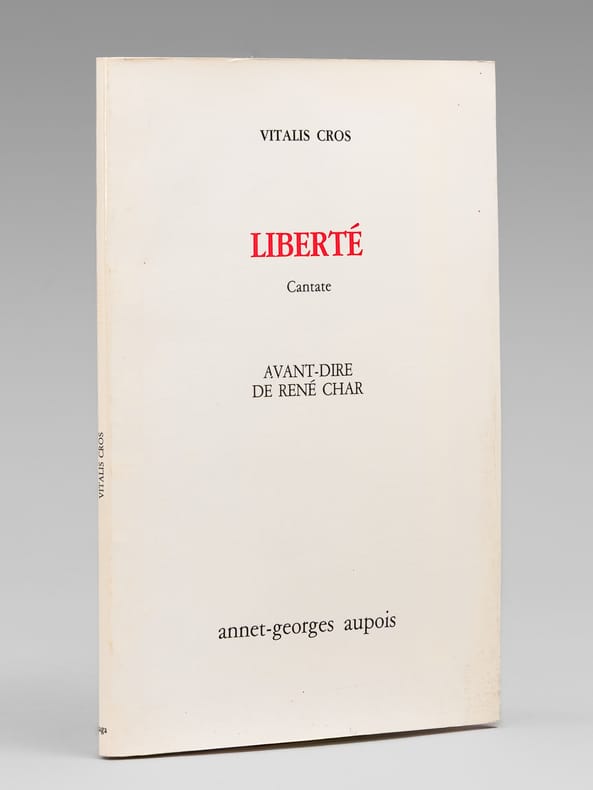 VITALIS CROS
LIBERTÉ
Cantate
AVANT-DIRE
DE RENÉ CHAR
annet-georges aupois
VITALIS CROS